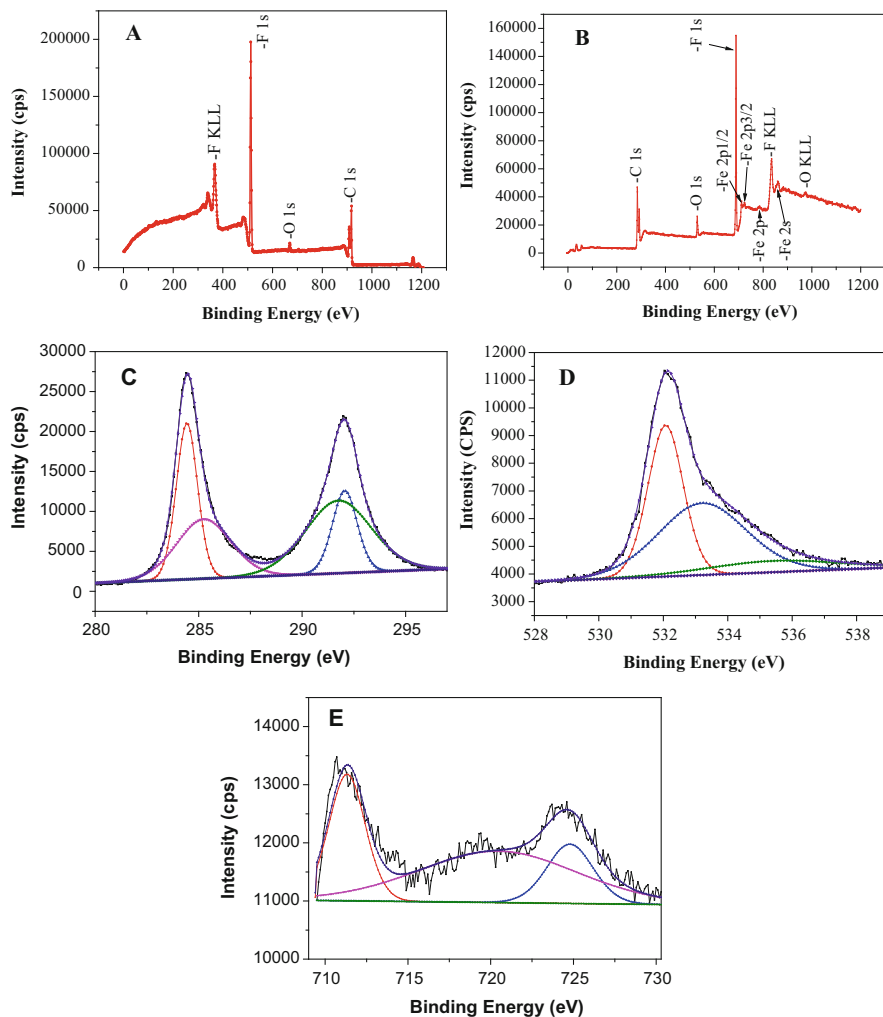 A
200000
150000
100000
50000
0
Intensity (cps)
-F KLL
-F 1s
-O 1s
-C 1s
0 200 400 600 800 1000 1200
Binding Energy (eV)
B
160000
140000
120000
100000
80000
60000
40000
20000
0
Intensity (cps)
-C 1s
-O 1s
-F 1s
-Fe 2p1/2
-Fe 2p3/2
-Fe 2p
-F KLL
-Fe 2s
-O KLL
0 200 400 600 800 1000 1200
Binding Energy (eV)
C
30000
25000
20000
15000
10000
5000
0
Intensity (cps)
280 285 290 295
Binding Energy (eV)
D
12000
11000
10000
9000
8000
7000
6000
5000
4000
3000
Intensity (CPS)
528 530 532 534 536 538
Binding Energy (eV)
E
14000
13000
12000
11000
10000
Intensity (cps)
710 715 720 725 730
Binding Energy (eV)